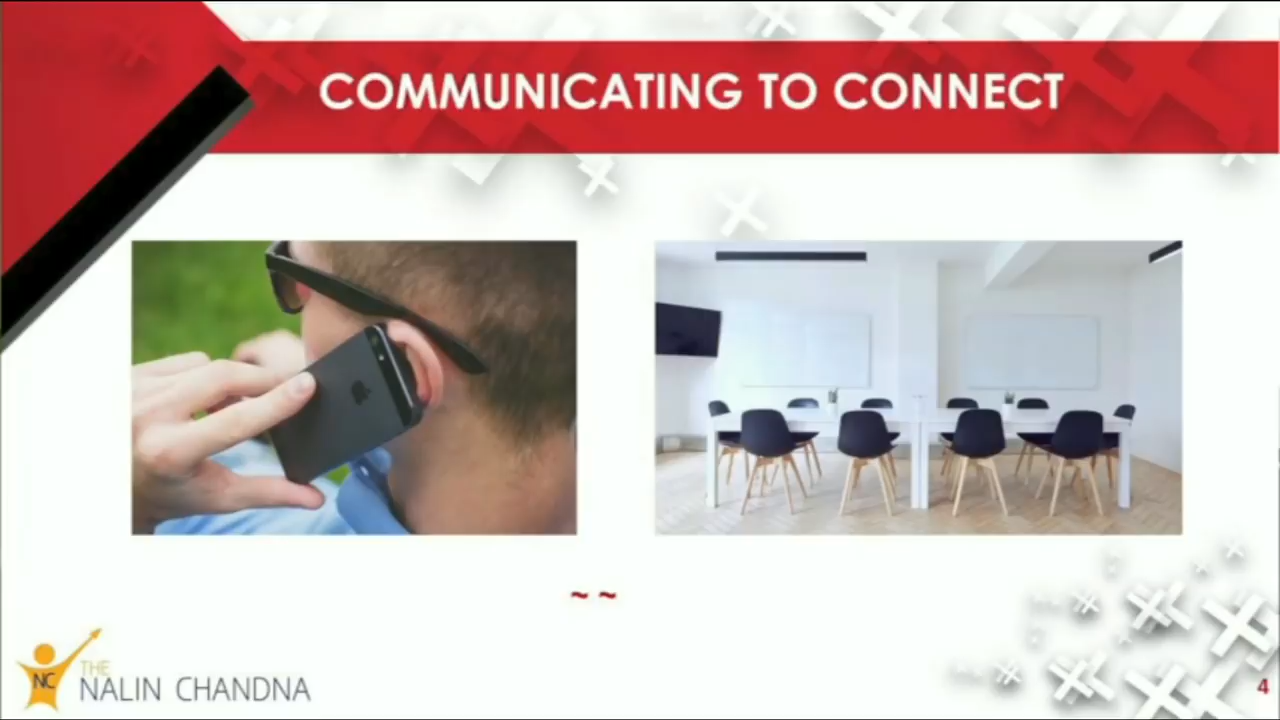 COMMUNICATING TO CONNECT
~ ~
NC
THE
NALIN CHANDNA
4